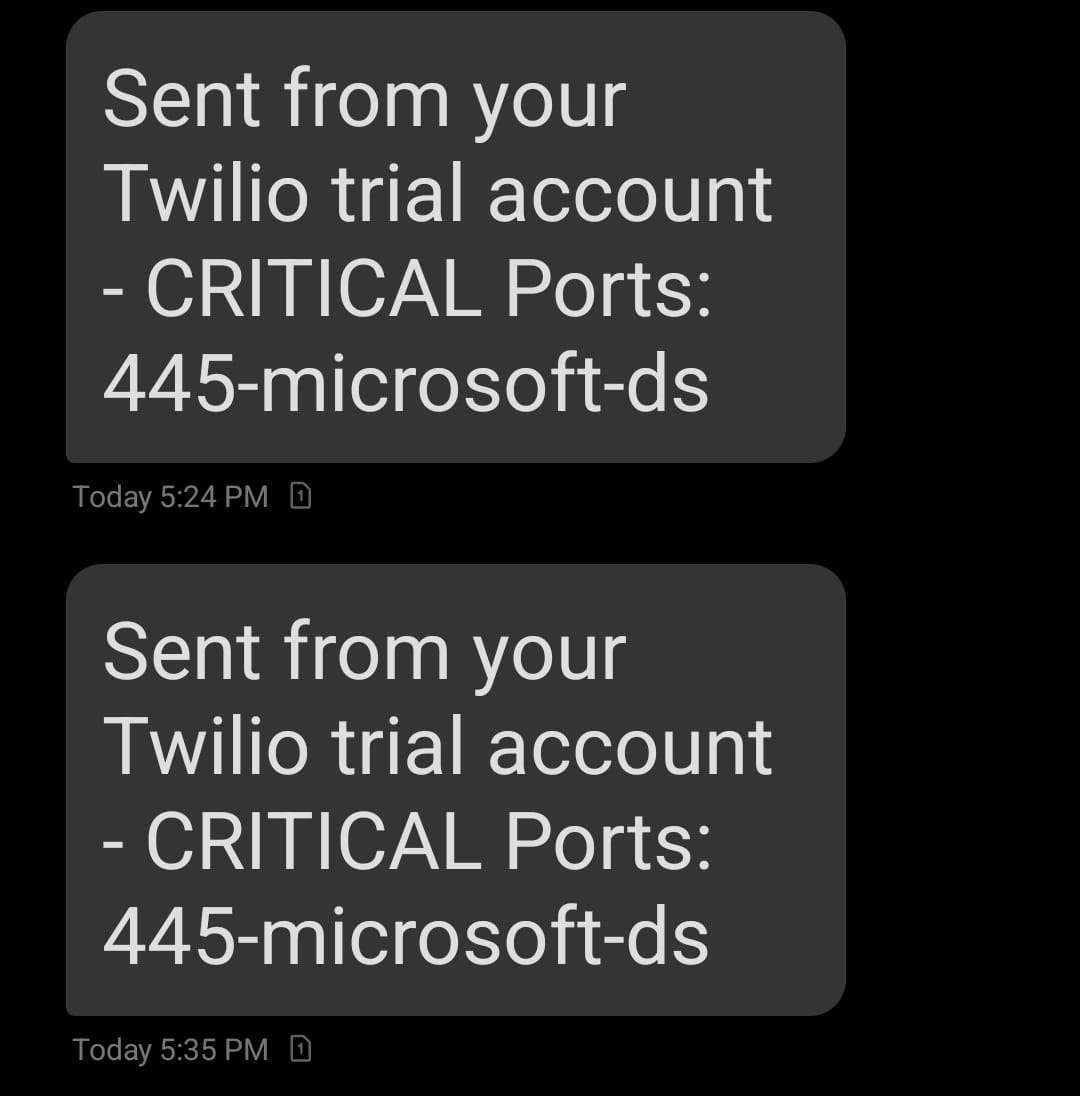 Sent from your
Twilio trial account
- CRITICAL Ports:
445-microsoft-ds
Today 5:24 PM 1
Sent from your
Twilio trial account
- CRITICAL Ports:
445-microsoft-ds
Today 5:35 PM 1